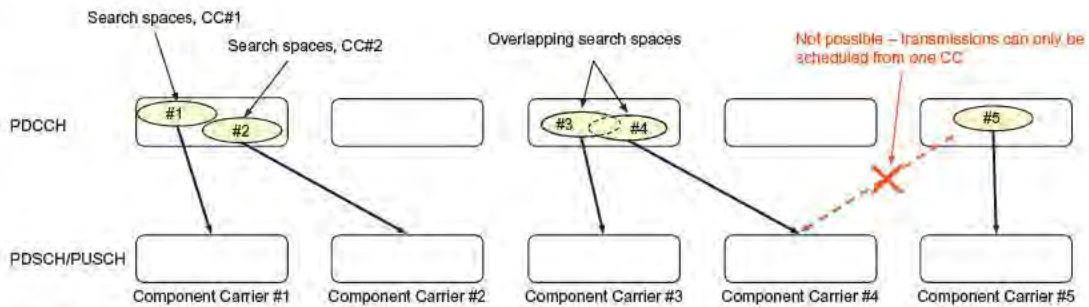 Search spaces, CC#1
Search spaces, CC#2
Overlapping search spaces
Not possible – transmissions can only be
scheduled from one CC
PDCCH
#1
#2
#3
#4
#5
PDSCH/PUSCH
Component Carrier #1
Component Carrier #2
Component Carrier #3
Component Carrier #4
Component Carrier #5